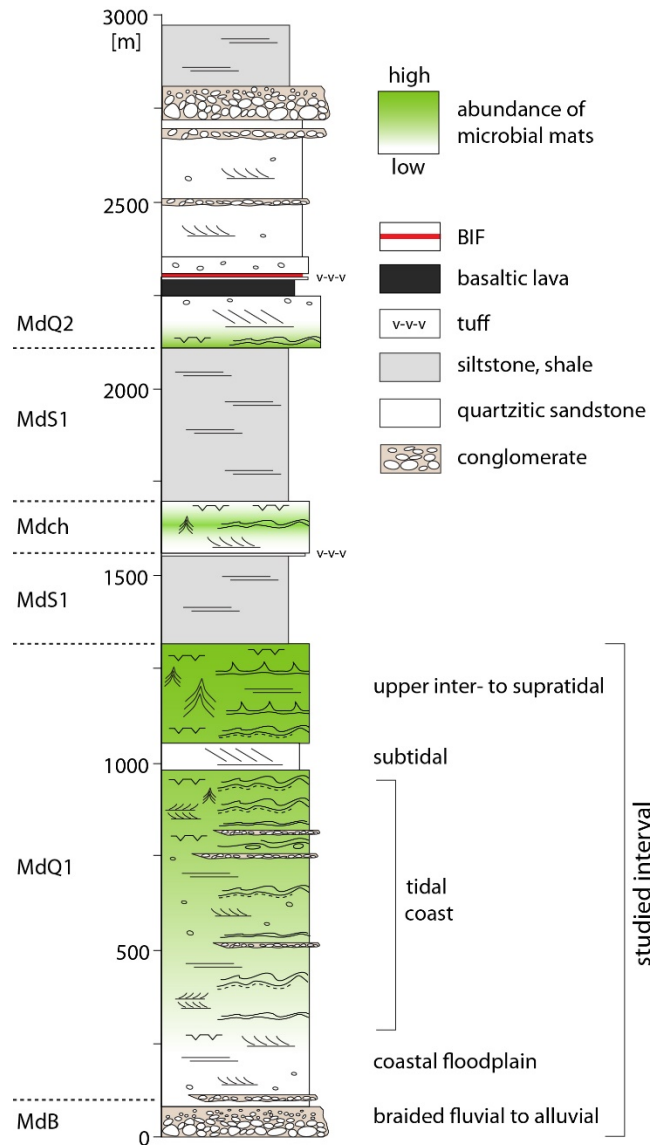 3000
[m]
2500
2000
1500
1000
500
0
MdQ2
MdS1
Mdch
MdS1
MdQ1
MdB
v-v-v
v-v-v
high
low
abundance of
microbial mats
BIF
basaltic lava
v-v-v
tuff
siltstone, shale
quartzitic sandstone
conglomerate
upper inter- to supratidal
subtidal
tidal
coast
coastal floodplain
braided fluvial to alluvial
studied interval